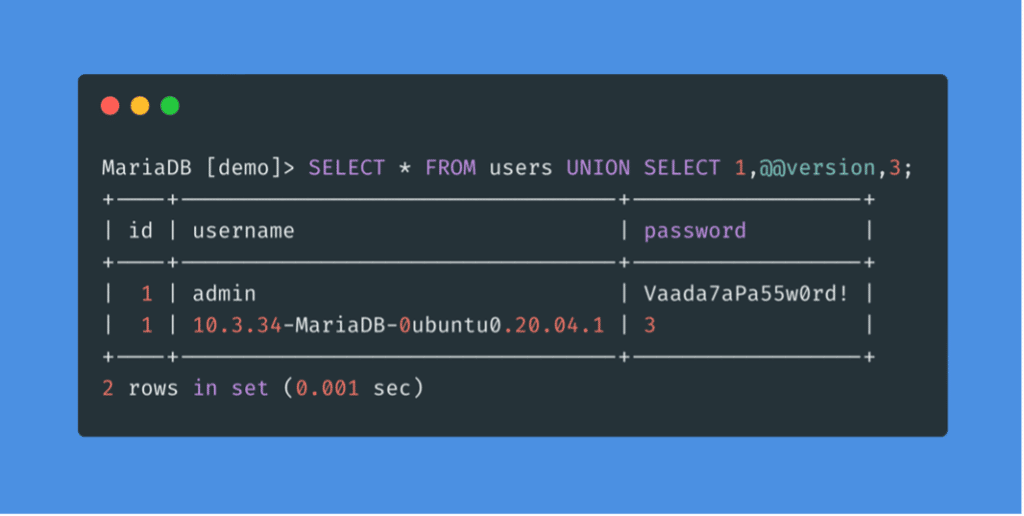 MariaDB [demo]> SELECT * FROM users UNION SELECT 1,@@version,3;
+----+----------------------------------+------------------+
| id | username                         | password         |
+----+----------------------------------+------------------+
|  1 | admin                            | Vaada7aPa55w0rd! |
|  1 | 10.3.34-MariaDB-0ubuntu0.20.04.1 | 3                |
+----+----------------------------------+------------------+
2 rows in set (0.001 sec)